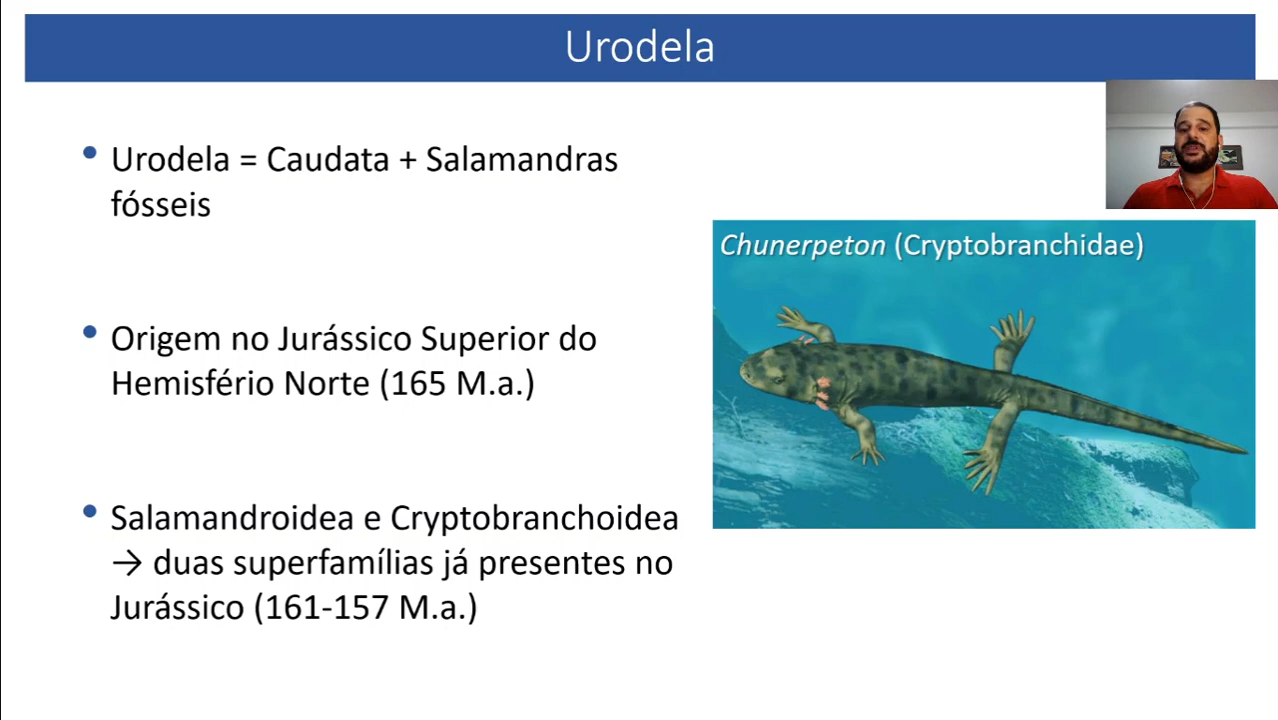 Urodela
• Urodela = Caudata + Salamandras
fósseis
• Origem no Jurássico Superior do
Hemisfério Norte (165 M.a.)
• Salamandroidea e Cryptobranchoidea
→ duas superfamílias já presentes no
Jurássico (161-157 M.a.)
Chunerpeton (Cryptobranchidae)